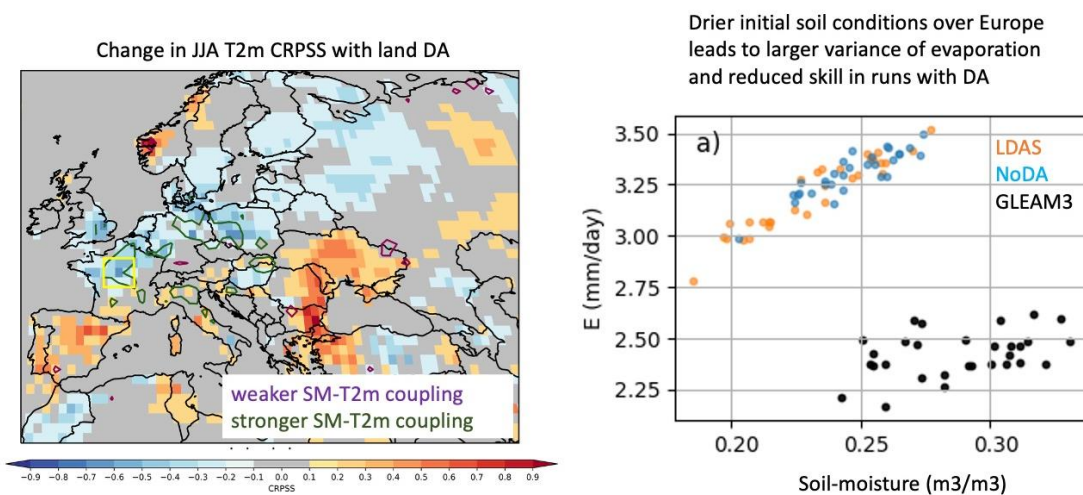 Change in JJA T2m CRPSS with land DA
weaker SM-T2m coupling
stronger SM-T2m coupling
−0.9 −0.8 −0.7 −0.6 −0.5 −0.4 −0.3 −0.2 −0.1 0.0 0.1 0.2 0.3 0.4 0.5 0.6 0.7 0.8 0.9
CRPSS
Drier initial soil conditions over Europe
leads to larger variance of evaporation
and reduced skill in runs with DA
a)
LDAS
NoDA
GLEAM3
E (mm/day)
3.50
3.25
3.00
2.75
2.50
2.25
0.20 0.25 0.30
Soil-moisture (m3/m3)